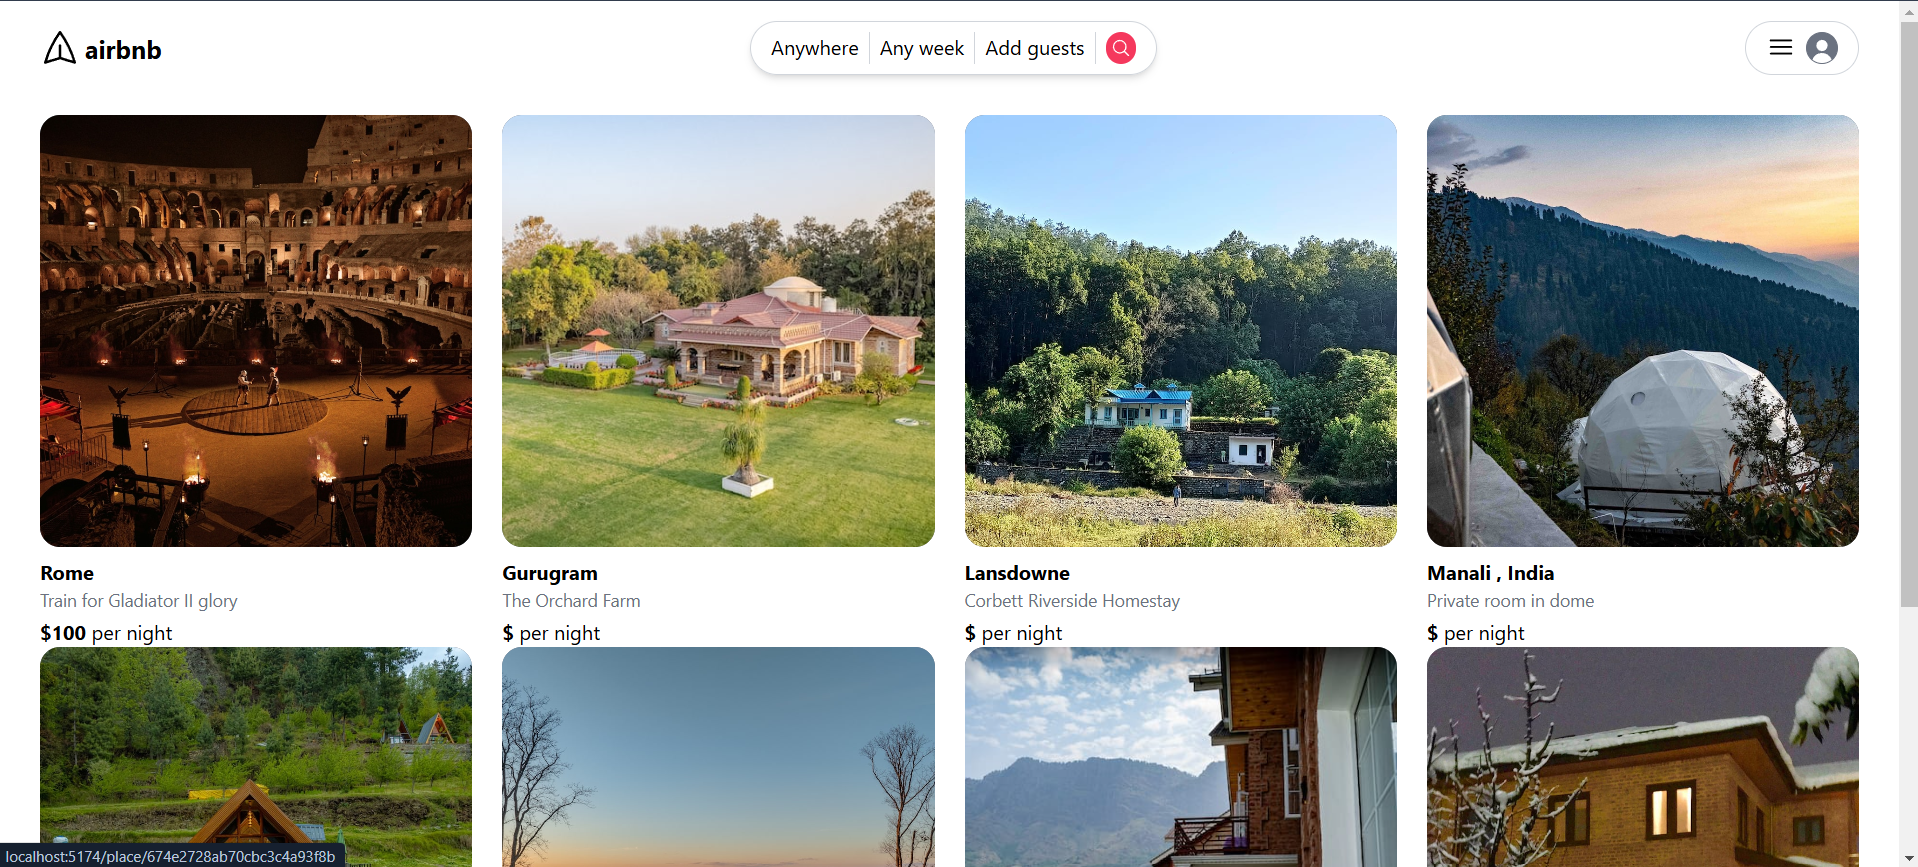 airbnb
Anywhere Any week Add guests
Rome
Train for Gladiator II glory
$100 per night
Gurugram
The Orchard Farm
$ per night
Lansdowne
Corbett Riverside Homestay
$ per night
Manali , India
Private room in dome
$ per night
localhost:5174/place/674e2728ab70cbc3c4a93f8b